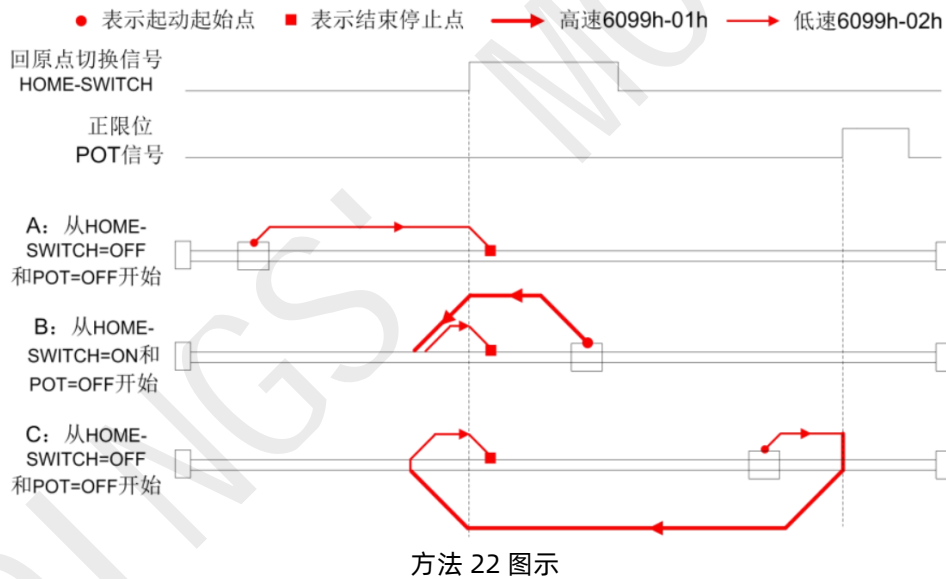 表示起动起始点 表示结束停止点 高速6099h-01h 低速6099h-02h
回原点切换信号
HOME-SWITCH
正限位
POT信号
A：从HOME-
SWITCH=OFF
和POT=OFF开始
B：从HOME-
SWITCH=ON和
POT=OFF开始
C：从HOME-
SWITCH=OFF
和POT=OFF开始
方法 22 图示